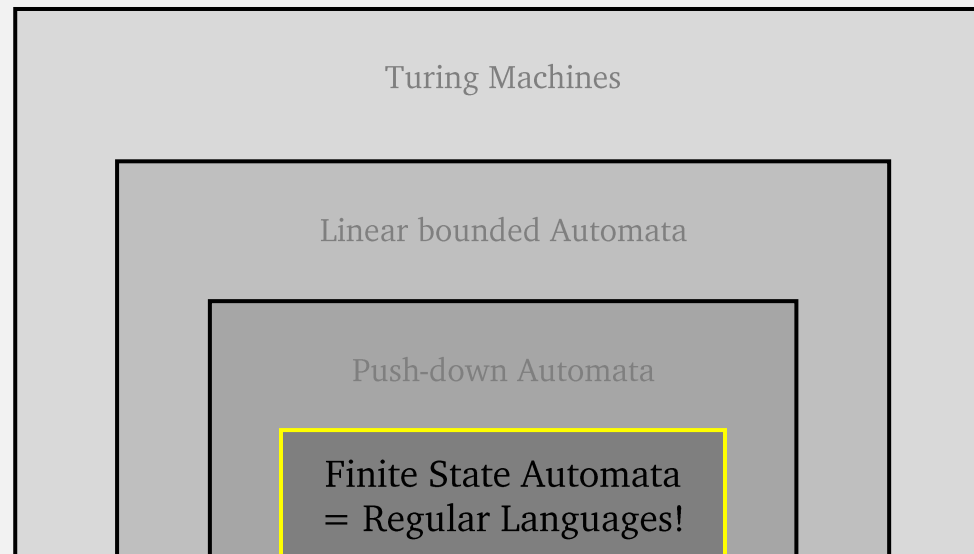 Turing Machines
Linear bounded Automata
Push-down Automata
Finite State Automata
= Regular Languages!